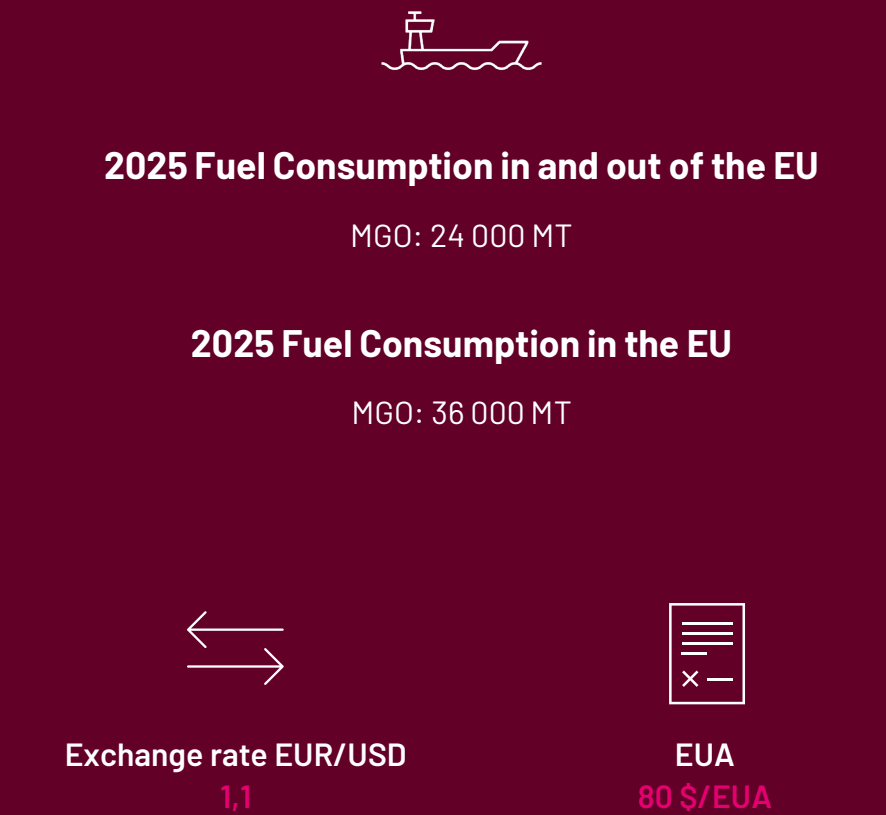 2025 Fuel Consumption in and out of the EU
MGO: 24 000 MT
2025 Fuel Consumption in the EU
MGO: 36 000 MT
Exchange rate EUR/USD
1,1
EUA
80 $/EUA